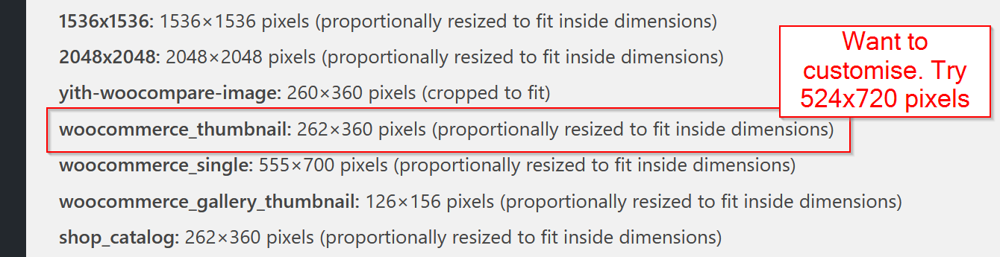 1536x1536: 1536×1536 pixels (proportionally resized to fit inside dimensions)
2048x2048: 2048×2048 pixels (proportionally resized to fit inside dimensions)
Want to
customise. Try
524x720 pixels
yith-woocompare-image: 260×360 pixels (cropped to fit)
woocommerce_thumbnail: 262×360 pixels (proportionally resized to fit inside dimensions)
woocommerce_single: 555×700 pixels (proportionally resized to fit inside dimensions)
woocommerce_gallery_thumbnail: 126×156 pixels (proportionally resized to fit inside dimensions)
shop_catalog: 262×360 pixels (proportionally resized to fit inside dimensions)